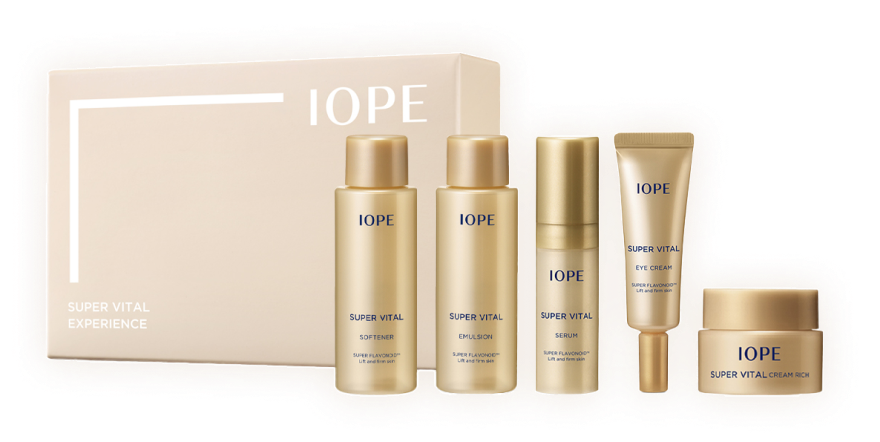 IOPE
SUPER VITAL
EXPERIENCE
IOPE
SUPER VITAL
SOFTENER
SUPER FLAVONOID™
Lift and firm skin
IOPE
SUPER VITAL
EMULSION
SUPER FLAVONOID™
Lift and firm skin
IOPE
SUPER VITAL
SERUM
SUPER FLAVONOID™
Lift and firm skin
IOPE
SUPER VITAL
EYE CREAM
SUPER FLAVONOID™
Lift and firm skin
IOPE
SUPER VITAL CREAM RICH